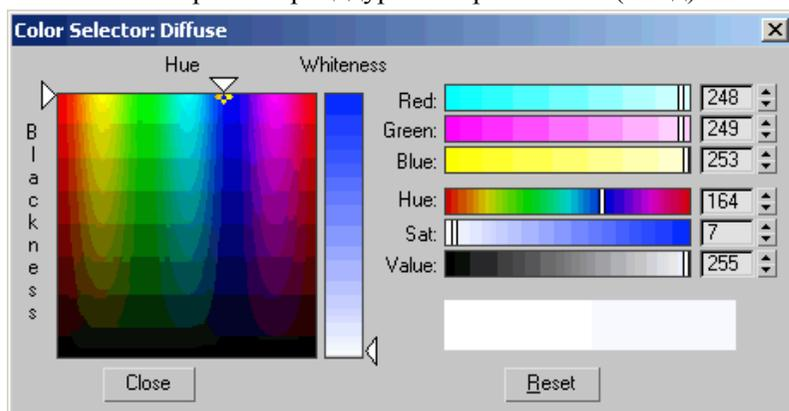 Color Selector: Diffuse
Hue
Whiteness
Blackness
Red: 248
Green: 249
Blue: 253
Hue: 164
Sat: 7
Value: 255
Close
Reset